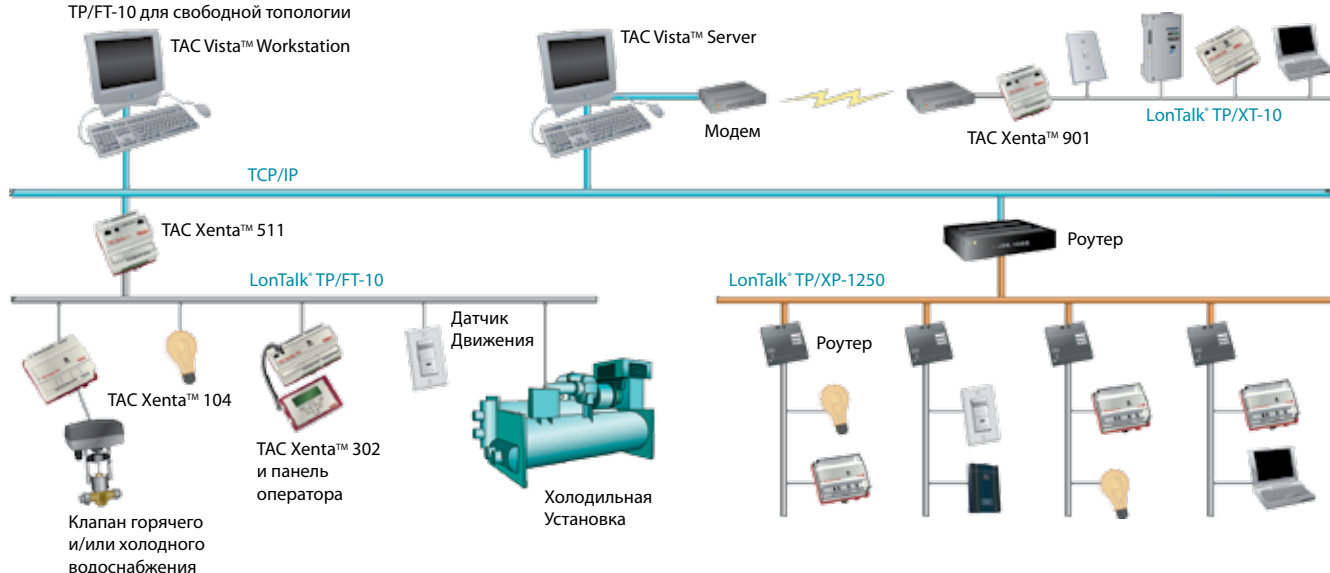 TP/FT-10 для свободной топологии
TAC Vista™ Workstation
TAC Vista™ Server
Модем
TAC Xenta™ 901
LonTalk® TP/XT-10
TCP/IP
TAC Xenta™ 511
Роутер
LonTalk® TP/FT-10
LonTalk® TP/XP-1250
Датчик
Движения
Роутер
TAC Xenta™ 104
TAC Xenta™ 302
и панель
оператора
Холодильная
Установка
Клапан горячего
и/или холодного
водоснабжения